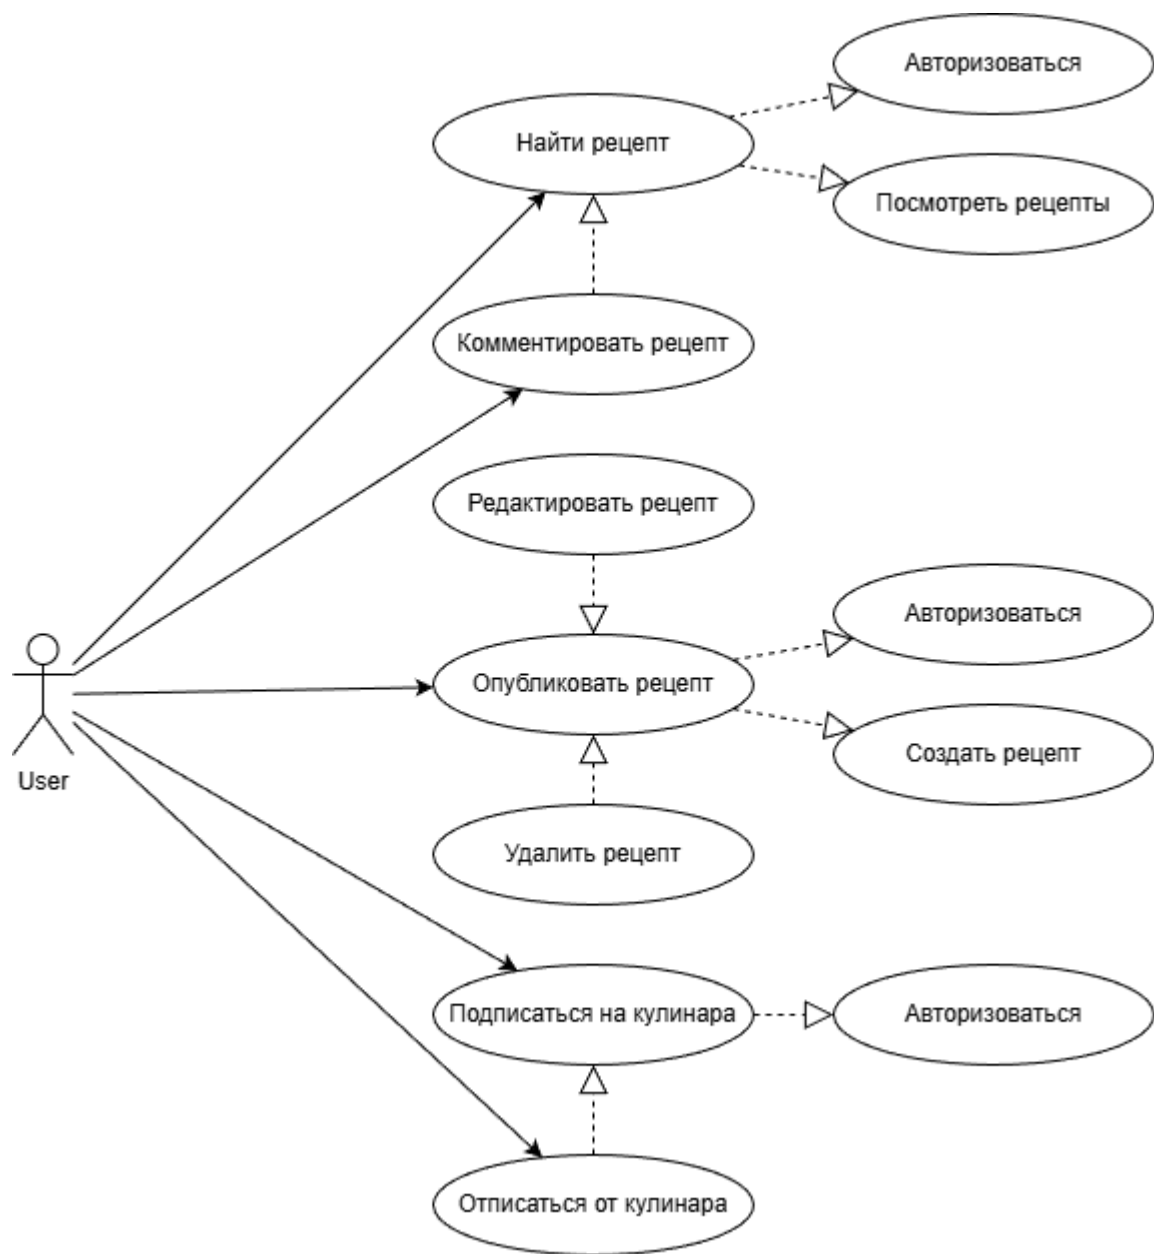 Авторизоваться
Найти рецепт
Посмотреть рецепты
Комментировать рецепт
Редактировать рецепт
Авторизоваться
Опубликовать рецепт
Создать рецепт
User
Удалить рецепт
Подписаться на кулинара
Авторизоваться
Отписаться от кулинара